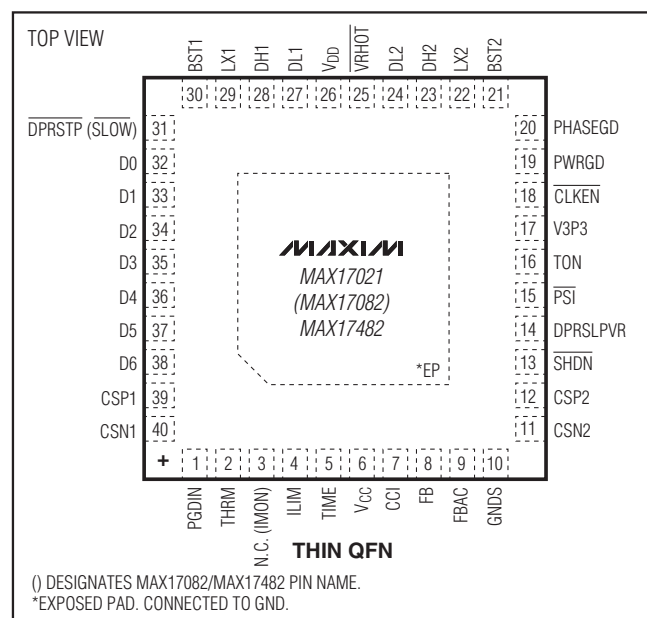 TOP VIEW
BST1
LX1
DH1
DL1
VDD
VRHOT
DL2
DH2
LX2
BST2
30 29 28 27 26 25 24 23 22 21
DPRSTP (SLOW) 31
D0 32
D1 33
D2 34
D3 35
D4 36
D5 37
D6 38
CSP1 39
CSN1 40
20 PHASEGD
19 PWRGD
18 CLKEN
17 V3P3
16 TON
15 PSI
14 DPRSLPVR
13 SHDN
12 CSP2
11 CSN2
MAXIM
MAX17021
(MAX17082)
MAX17482
*EP
+ 1 2 3 4 5 6 7 8 9 10
PGDIN
THRM
N.C. (IMON)
ILIM
TIME
VCC
CCI
FB
FBAC
GNDS
THIN QFN
() DESIGNATES MAX17082/MAX17482 PIN NAME.
*EXPOSED PAD. CONNECTED TO GND.